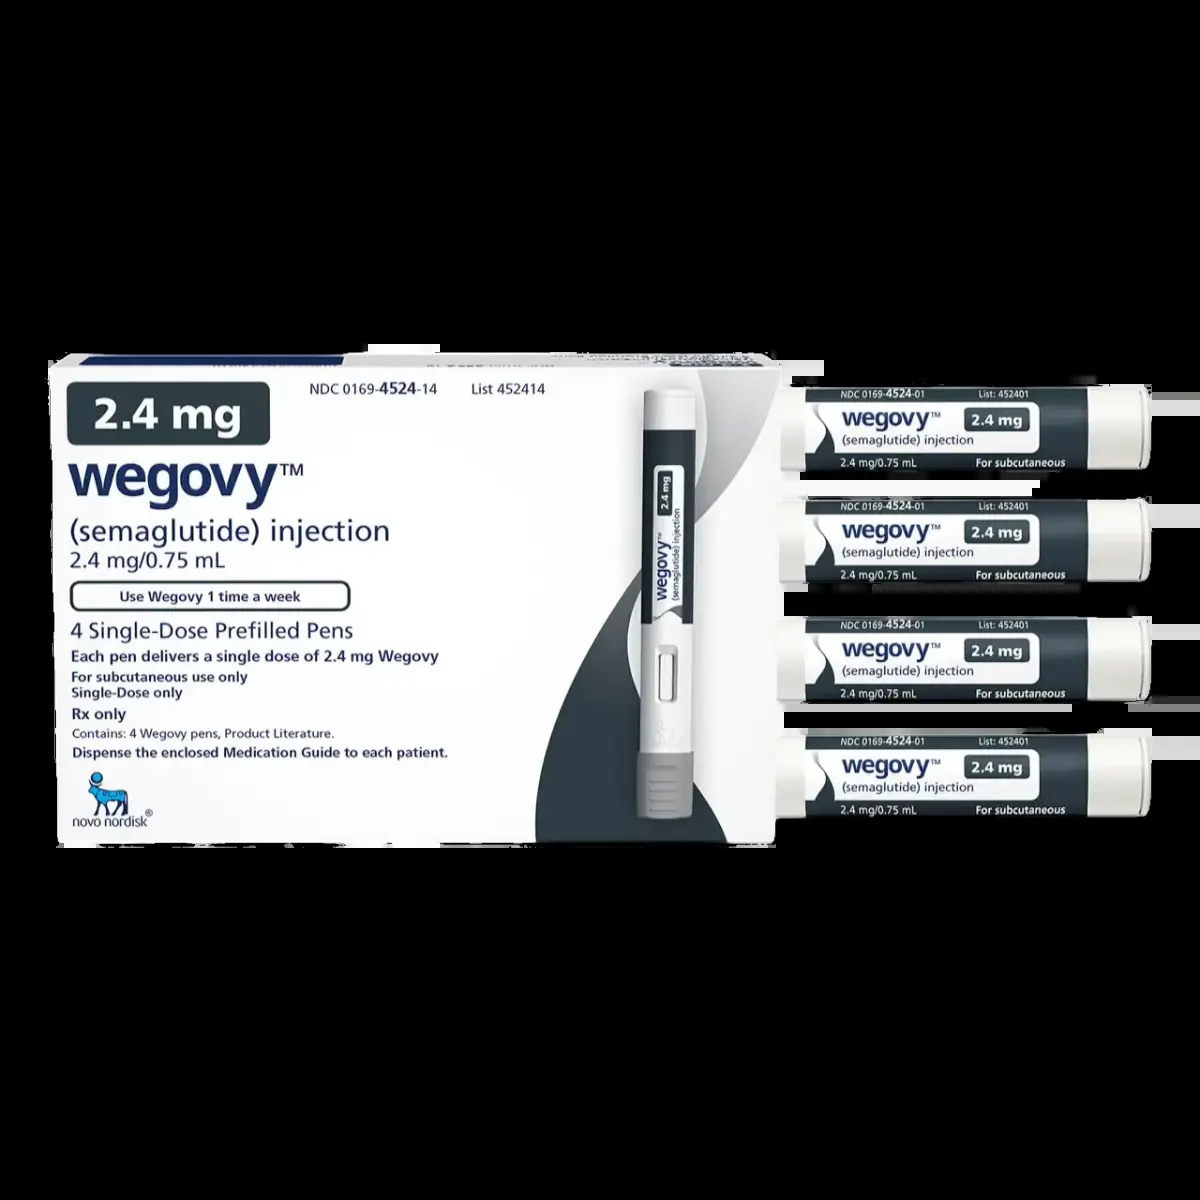 2.4 mg
NDC 0169-4524-14 List 452414
wegovy™
(semaglutide) injection
2.4 mg/0.75 mL
Use Wegovy 1 time a week
4 Single-Dose Prefilled Pens
Each pen delivers a single dose of 2.4 mg Wegovy
For subcutaneous use only
Single-Dose only
Rx only
Contains: 4 Wegovy pens, Product Literature.
Dispense the enclosed Medication Guide to each patient.
novo nordisk®
wegovy™ 2.4 mg
(semaglutide) injection
NDC 0169-4524-01 List: 452401
wegovy™ 2.4 mg
(semaglutide) injection
2.4 mg/0.75 mL For subcutaneous
NDC 0169-4524-01 List: 452401
wegovy™ 2.4 mg
(semaglutide) injection
2.4 mg/0.75 mL For subcutaneous
NDC 0169-4524-01 List: 452401
wegovy™ 2.4 mg
(semaglutide) injection
2.4 mg/0.75 mL For subcutaneous
NDC 0169-4524-01 List: 452401
wegovy™ 2.4 mg
(semaglutide) injection
2.4 mg/0.75 mL For subcutaneous